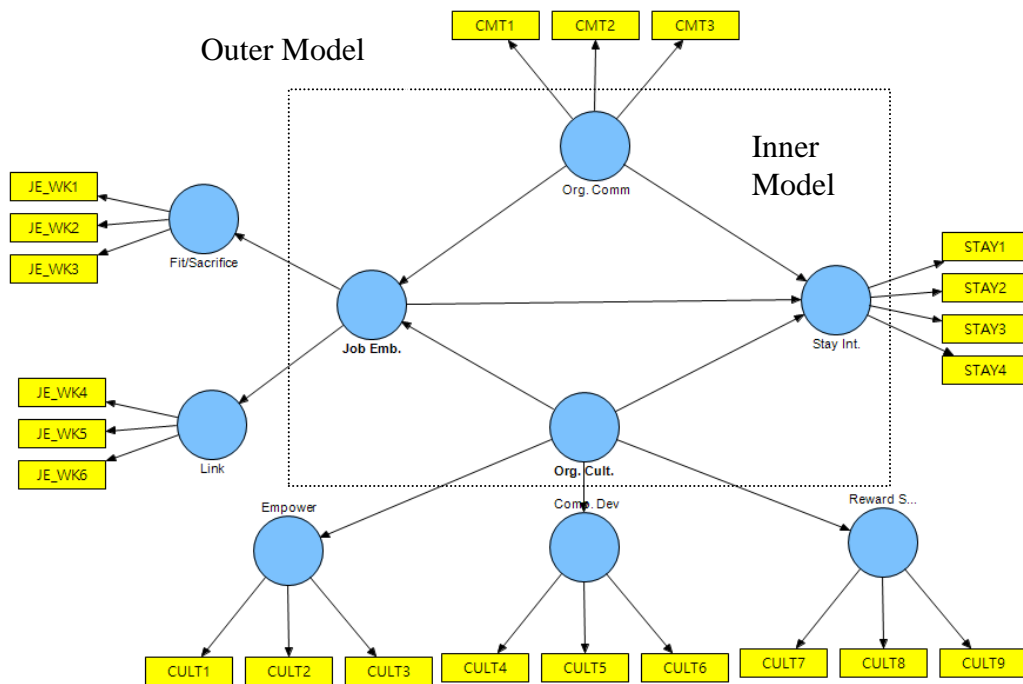 CMT1 CMT2 CMT3
Outer Model
Inner
Model
Org. Comm
JE_WK1
JE_WK2
JE_WK3
Fit/Sacrifice
STAY1
STAY2
STAY3
STAY4
Job Emb.
Stay Int.
JE_WK4
JE_WK5
JE_WK6
Link
Org. Cult.
Empower
Comp. Dev
Reward S...
CULT1 CULT2 CULT3 CULT4 CULT5 CULT6 CULT7 CULT8 CULT9